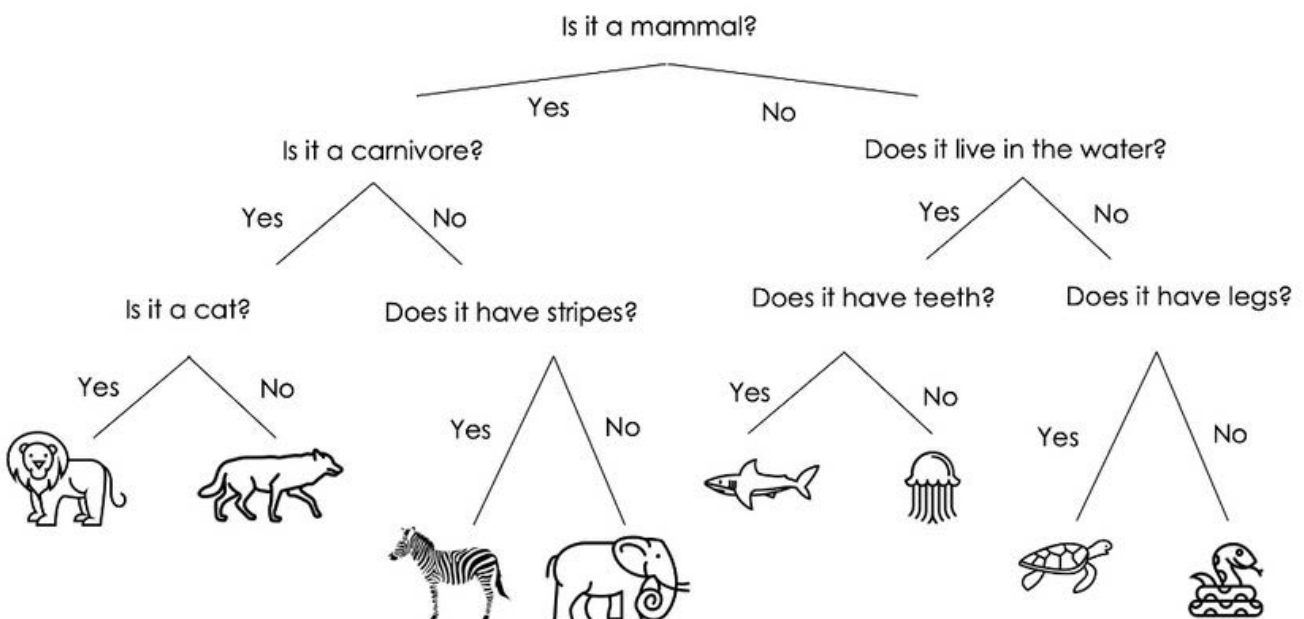 Is it a mammal?
Yes
No
Is it a carnivore?
Does it live in the water?
Yes
No
Yes
No
Is it a cat?
Does it have stripes?
Does it have teeth?
Does it have legs?
Yes
No
Yes
No
Yes
No
Yes
No